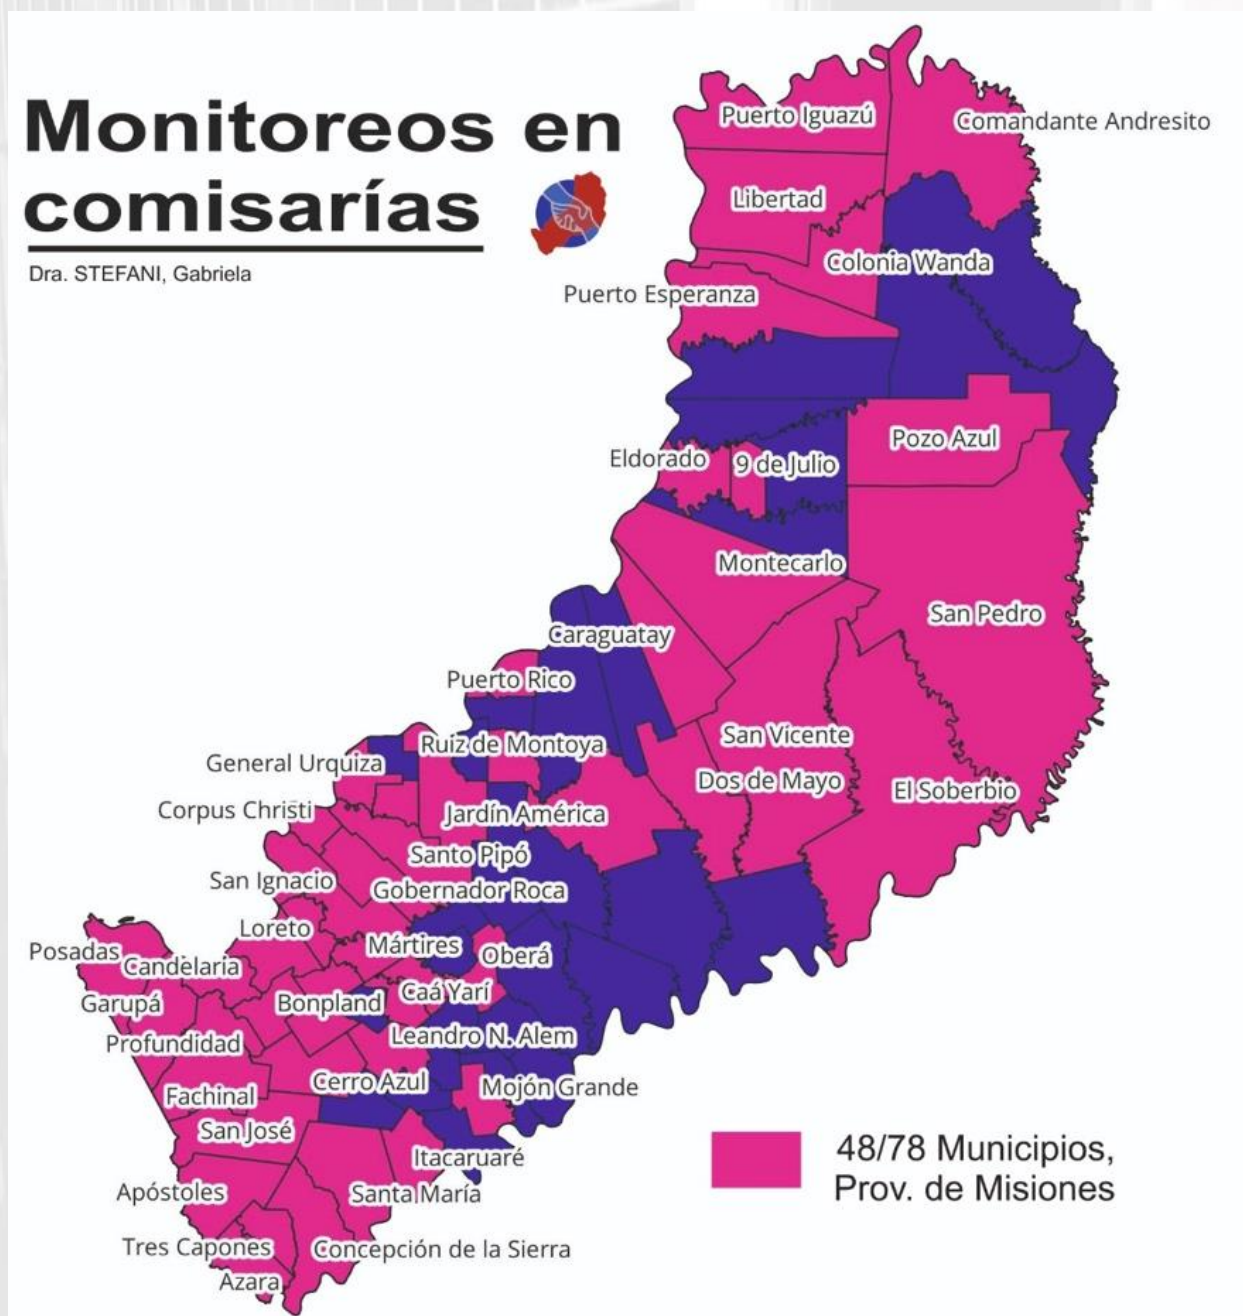 Monitoreos en
comisarías
Dra. STEFANI, Gabriela
Puerto Iguazú
Comandante Andresito
Libertad
Colonia Wanda
Puerto Esperanza
Pozo Azul
Eldorado
9 de Julio
Montecarlo
San Pedro
Caraguatay
Puerto Rico
San Vicente
Ruiz de Montoya
General Urquiza
Dos de Mayo
El Soberbio
Corpus Christi
Jardín América
Santo Pipó
San Ignacio
Gobernador Roca
Loreto
Mártires
Oberá
Posadas
Candelaria
Garupá
Bonpland
Caá Yarí
Profundidad
Leandro N. Alem
Cerro Azul
Mojón Grande
Fachinal
San José
Itacaruaré
Apóstoles
Santa María
Tres Capones
Concepción de la Sierra
Azara
48/78 Municipios,
Prov. de Misiones